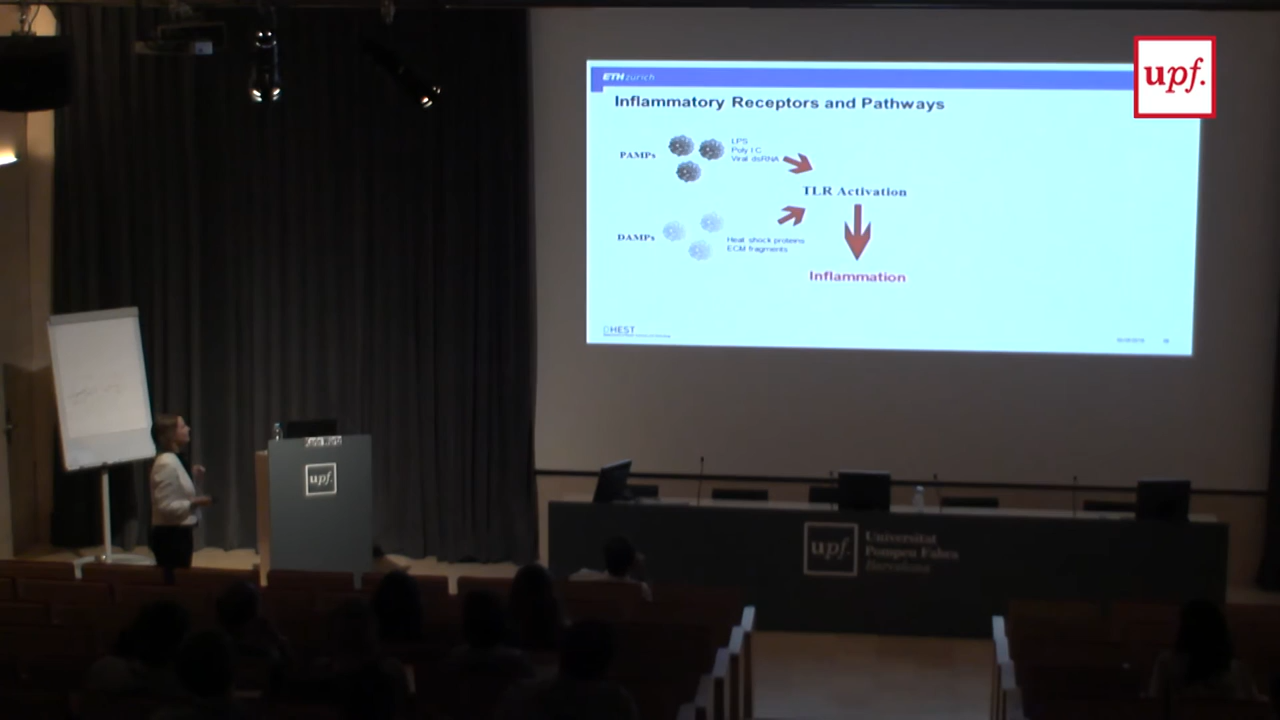 ETH zürich
upf.
Inflammatory Receptors and Pathways
PAMPs
LPS
Poly I:C
Viral dsRNA
TLR Activation
DAMPs
Heat shock proteins
ECM fragments
Inflammation
DHEST
upf.
upf.
Universitat
Pompeu Fabra
Barcelona